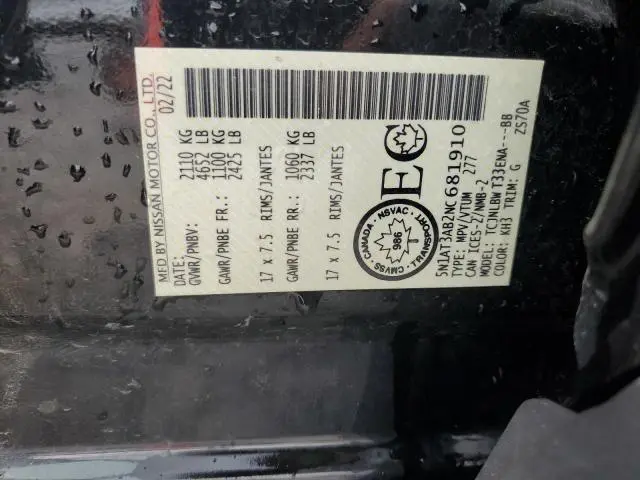 MFD BY NISSAN MOTOR CO., LTD.
DATE: 02/22
GVWR/PNBV: 2110 KG
4652 LB
GAWR/PNBE FR.: 1100 KG
2425 LB
17 x 7.5 RIMS/JANTES
GAWR/PNBE RR.: 1060 KG
2337 LB
17 x 7.5 RIMS/JANTES
CANADA
NSVAC
TRANSPORT
CMVSS
986
EC
5N1AT3AB2NC681910
TYPE: MPV/VTUM 277
CAN ICES-2/NMB-2
MODEL: TCJNLBW T33ENA---BB
COLOR: KH3 TRIM: G ZS70A